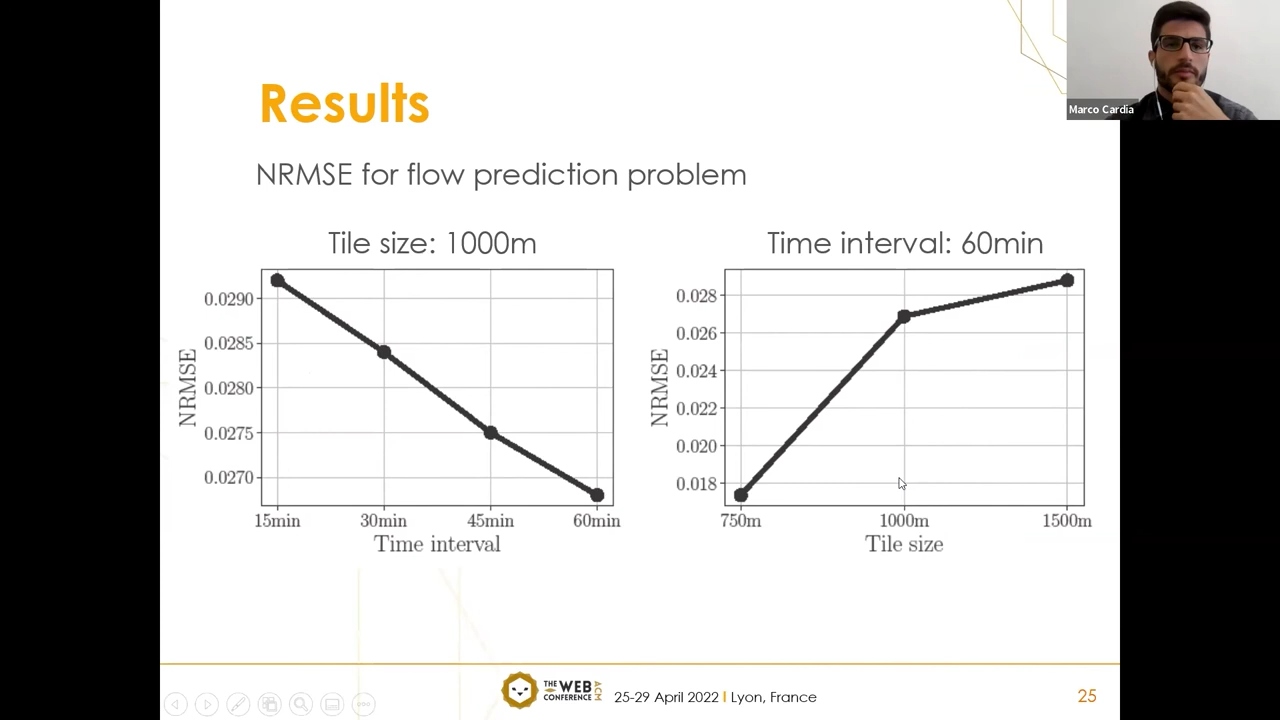 Marco Cardia
Results
NRMSE for flow prediction problem
Tile size: 1000m
0.0290
0.0285
0.0280
0.0275
0.0270
NRMSE
15min 30min 45min 60min
Time interval
Time interval: 60min
0.028
0.026
0.024
0.022
0.020
0.018
NRMSE
750m 1000m 1500m
Tile size
THE WEB
CONFERENCE
ACM
25-29 April 2022 | Lyon, France
25